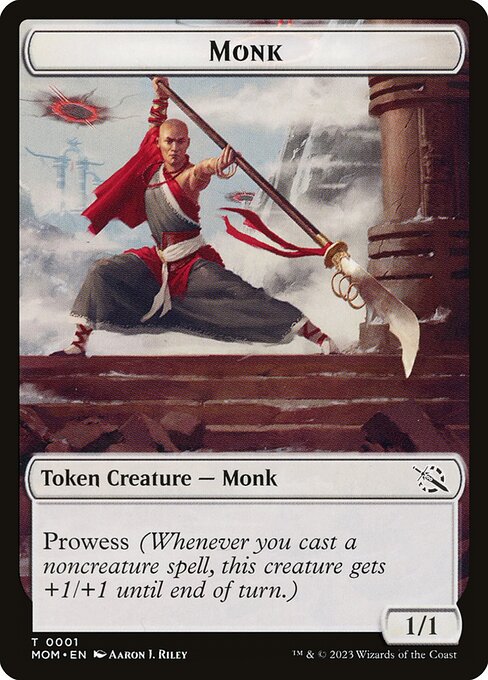 Monk
Token Creature — Monk
Prowess (Whenever you cast a
noncreature spell, this creature gets
+1/+1 until end of turn.)
1/1
T 0001
MOM • EN Aaron J. Riley
™ & © 2023 Wizards of the Coast